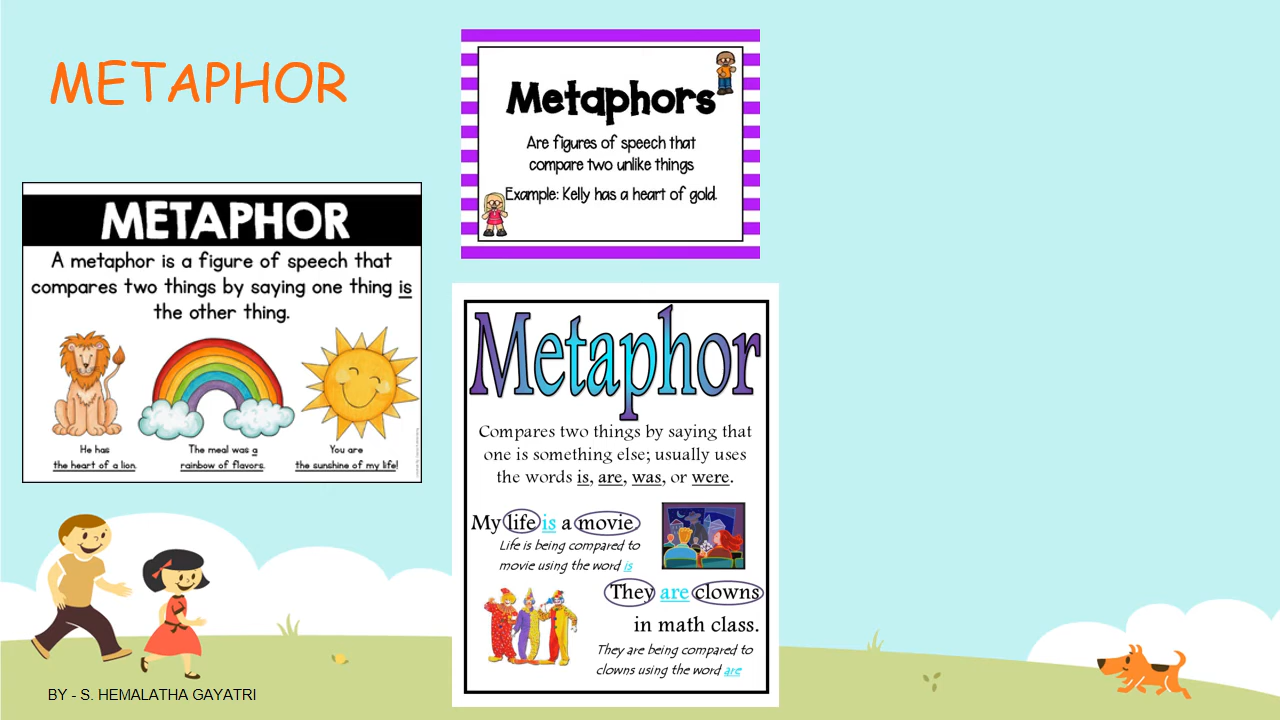 METAPHOR
METAPHOR
A metaphor is a figure of speech that
compares two things by saying one thing is
the other thing.
He has
the heart of a lion.
The meal was a
rainbow of flavors.
You are
the sunshine of my life!
Metaphors
Are figures of speech that
compare two unlike things
Example: Kelly has a heart of gold.
Metaphor
Compares two things by saying that
one is something else; usually uses
the words is, are, was, or were.
My life is a movie.
Life is being compared to
movie using the word is
They are clowns
in math class.
They are being compared to
clowns using the word are
BY - S. HEMALATHA GAYATRI